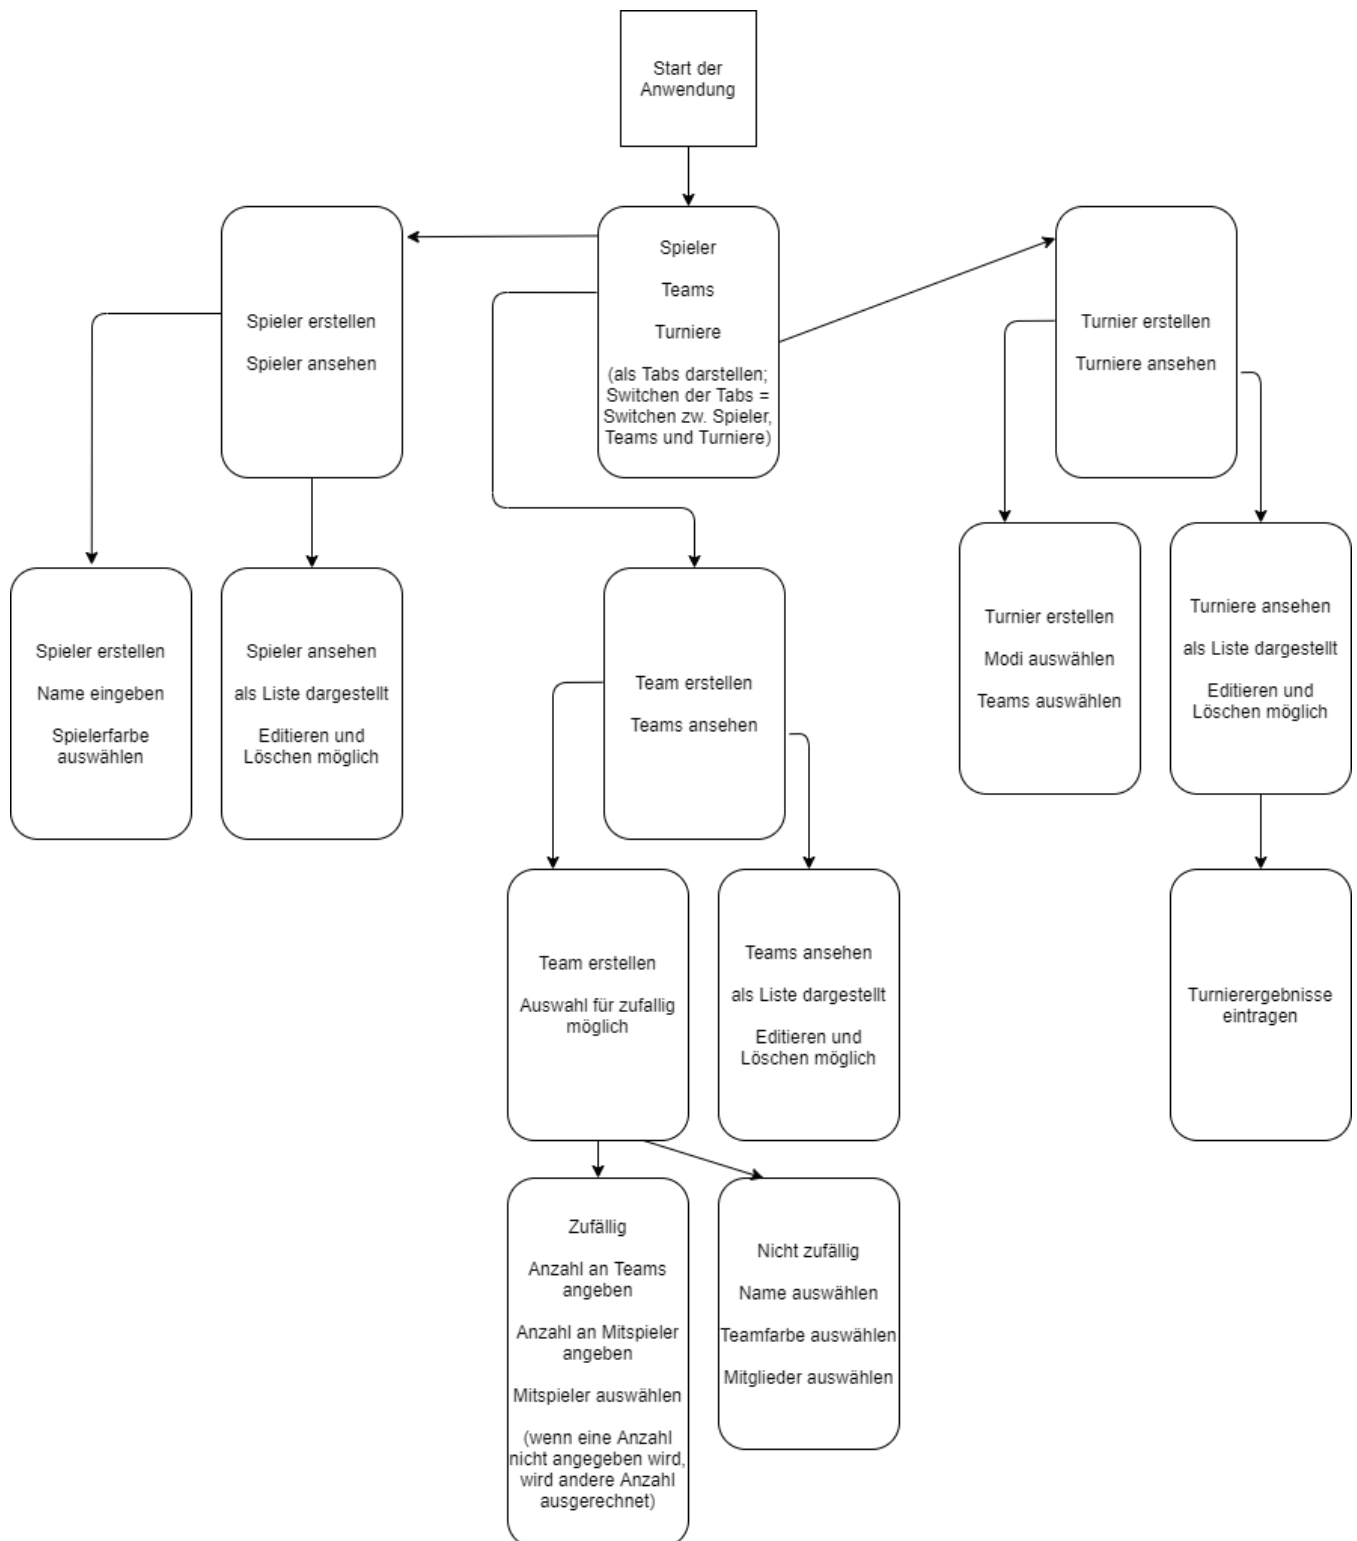 Start der
Anwendung
Spieler
Teams
Turniere
(als Tabs darstellen;
Switchen der Tabs =
Switchen zw. Spieler,
Teams und Turniere)
Spieler erstellen
Spieler ansehen
Turnier erstellen
Turniere ansehen
Spieler erstellen
Name eingeben
Spielerfarbe
auswählen
Spieler ansehen
als Liste dargestellt
Editieren und
Löschen möglich
Team erstellen
Teams ansehen
Turnier erstellen
Modi auswählen
Teams auswählen
Turniere ansehen
als Liste dargestellt
Editieren und
Löschen möglich
Team erstellen
Auswahl für zufallig
möglich
Teams ansehen
als Liste dargestellt
Editieren und
Löschen möglich
Turnierergebnisse
eintragen
Zufällig
Anzahl an Teams
angeben
Anzahl an Mitspieler
angeben
Mitspieler auswählen
(wenn eine Anzahl
nicht angegeben wird,
wird andere Anzahl
ausgerechnet)
Nicht zufällig
Name auswählen
Teamfarbe auswählen
Mitglieder auswählen